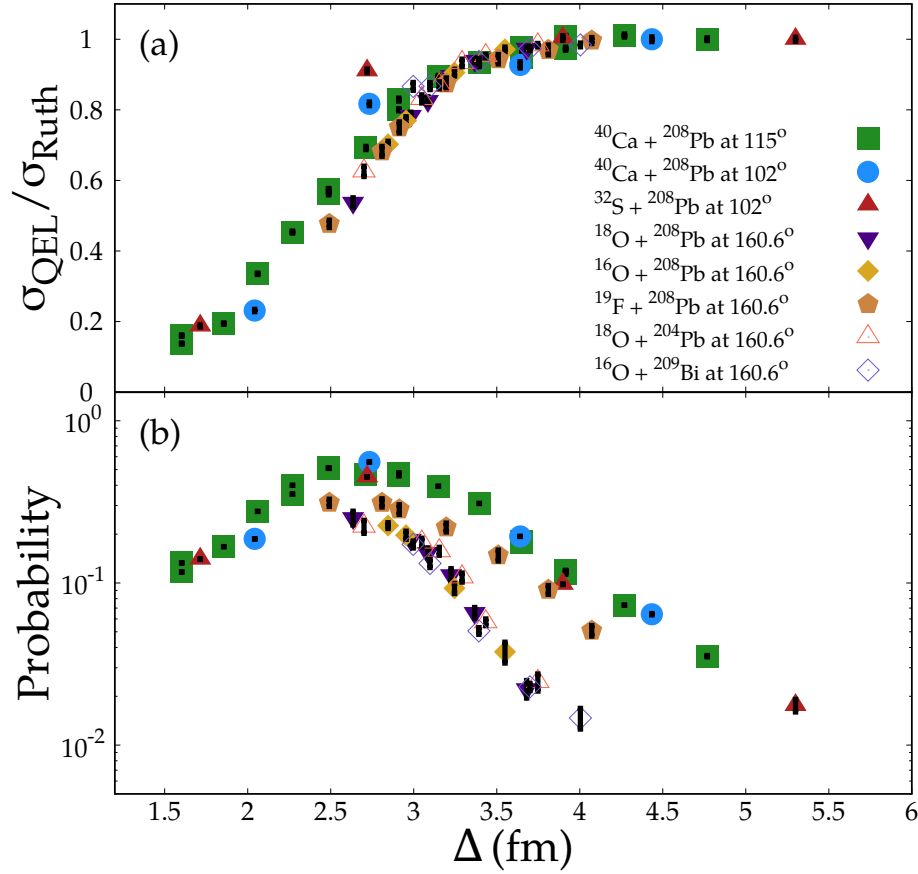 (a)
σQEL/σRuth
1
0.8
0.6
0.4
0.2
0
⁴⁰Ca + ²⁰⁸Pb at 115º
⁴⁰Ca + ²⁰⁸Pb at 102º
³²S + ²⁰⁸Pb at 102º
¹⁸O + ²⁰⁸Pb at 160.6º
¹⁶O + ²⁰⁸Pb at 160.6º
¹⁹F + ²⁰⁸Pb at 160.6º
¹⁸O + ²⁰⁴Pb at 160.6º
¹⁶O + ²⁰⁹Bi at 160.6º
(b)
Probability
10⁰
10⁻¹
10⁻²
1.5 2 2.5 3 3.5 4 4.5 5 5.5 6
Δ (fm)